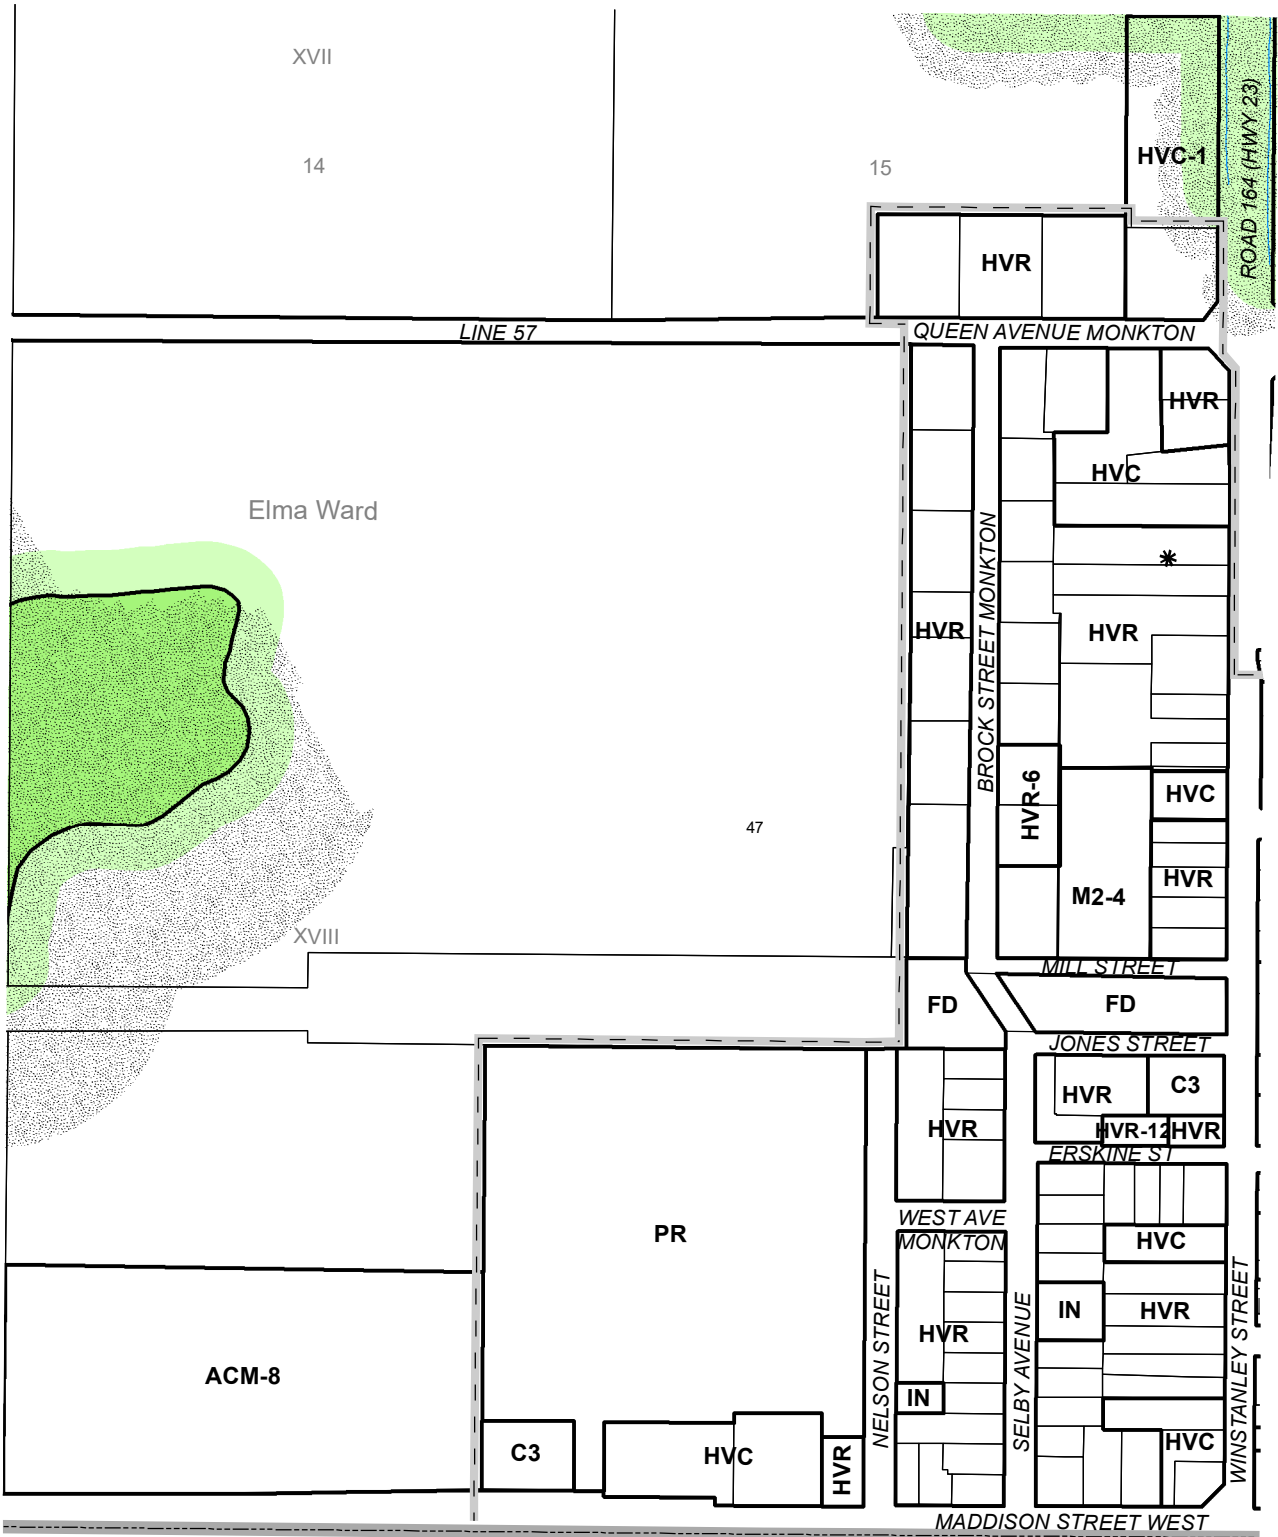 XVII
14
15
HVC-1
ROAD 164 (HWY 23)
HVR
LINE 57
QUEEN AVENUE MONKTON
HVR
HVC
Elma Ward
BROCK STREET MONKTON
HVR
HVR
HVR-6
HVC
47
HVR
M2-4
XVIII
MILL STREET
FD
FD
JONES STREET
HVR
C3
HVR
HVR-12
HVR
ERSKINE ST
WEST AVE
MONKTON
PR
HVC
NELSON STREET
SELBY AVENUE
WINSTANLEY STREET
IN
HVR
HVR
ACM-8
IN
C3
HVC
HVR
HVC
MADDISON STREET WEST